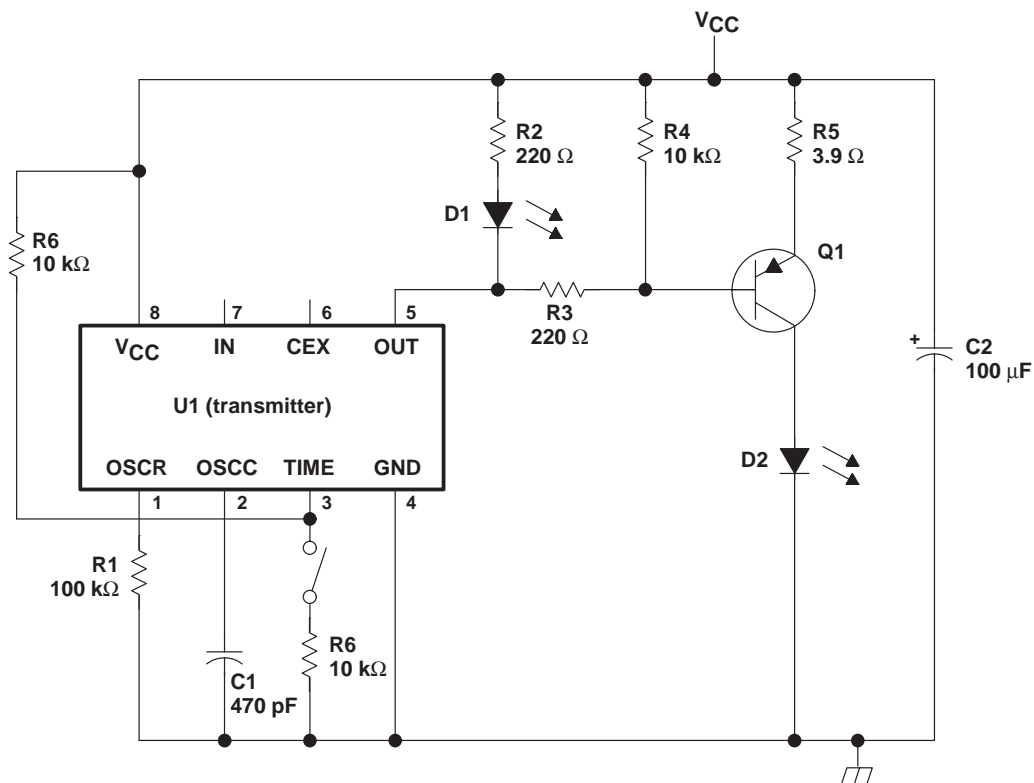 VCC
R2
220 Ω
R4
10 kΩ
R5
3.9 Ω
D1
R6
10 kΩ
Q1
R3
220 Ω
8
7
6
5
VCC
IN
CEX
OUT
+
C2
100 μF
U1 (transmitter)
D2
OSCR
OSCC
TIME
GND
1
2
3
4
R1
100 kΩ
R6
10 kΩ
C1
470 pF